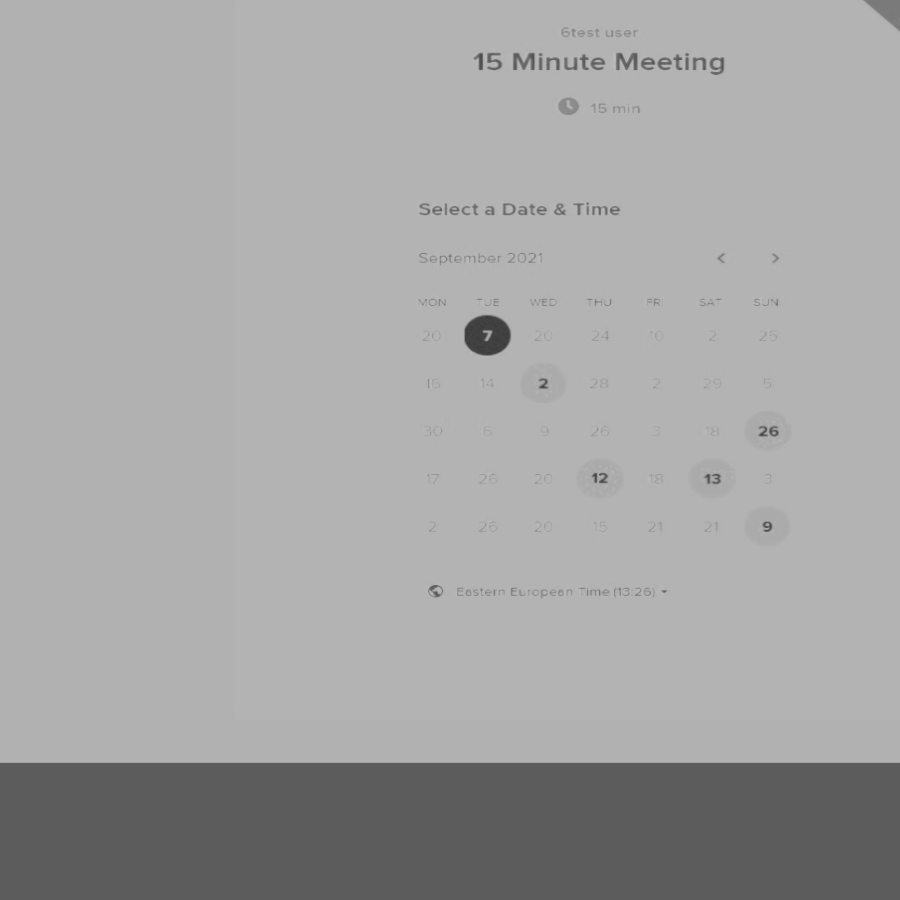 6test user
15 Minute Meeting
15 min
Select a Date & Time
September 2021
MON TUE WED THU FRI SAT SUN
20 7 20 24 10 2 25
16 14 2 28 2 29 5
30 6 9 26 3 18 26
17 26 20 12 18 13 3
2 26 20 15 21 21 9
Eastern European Time (13:26)